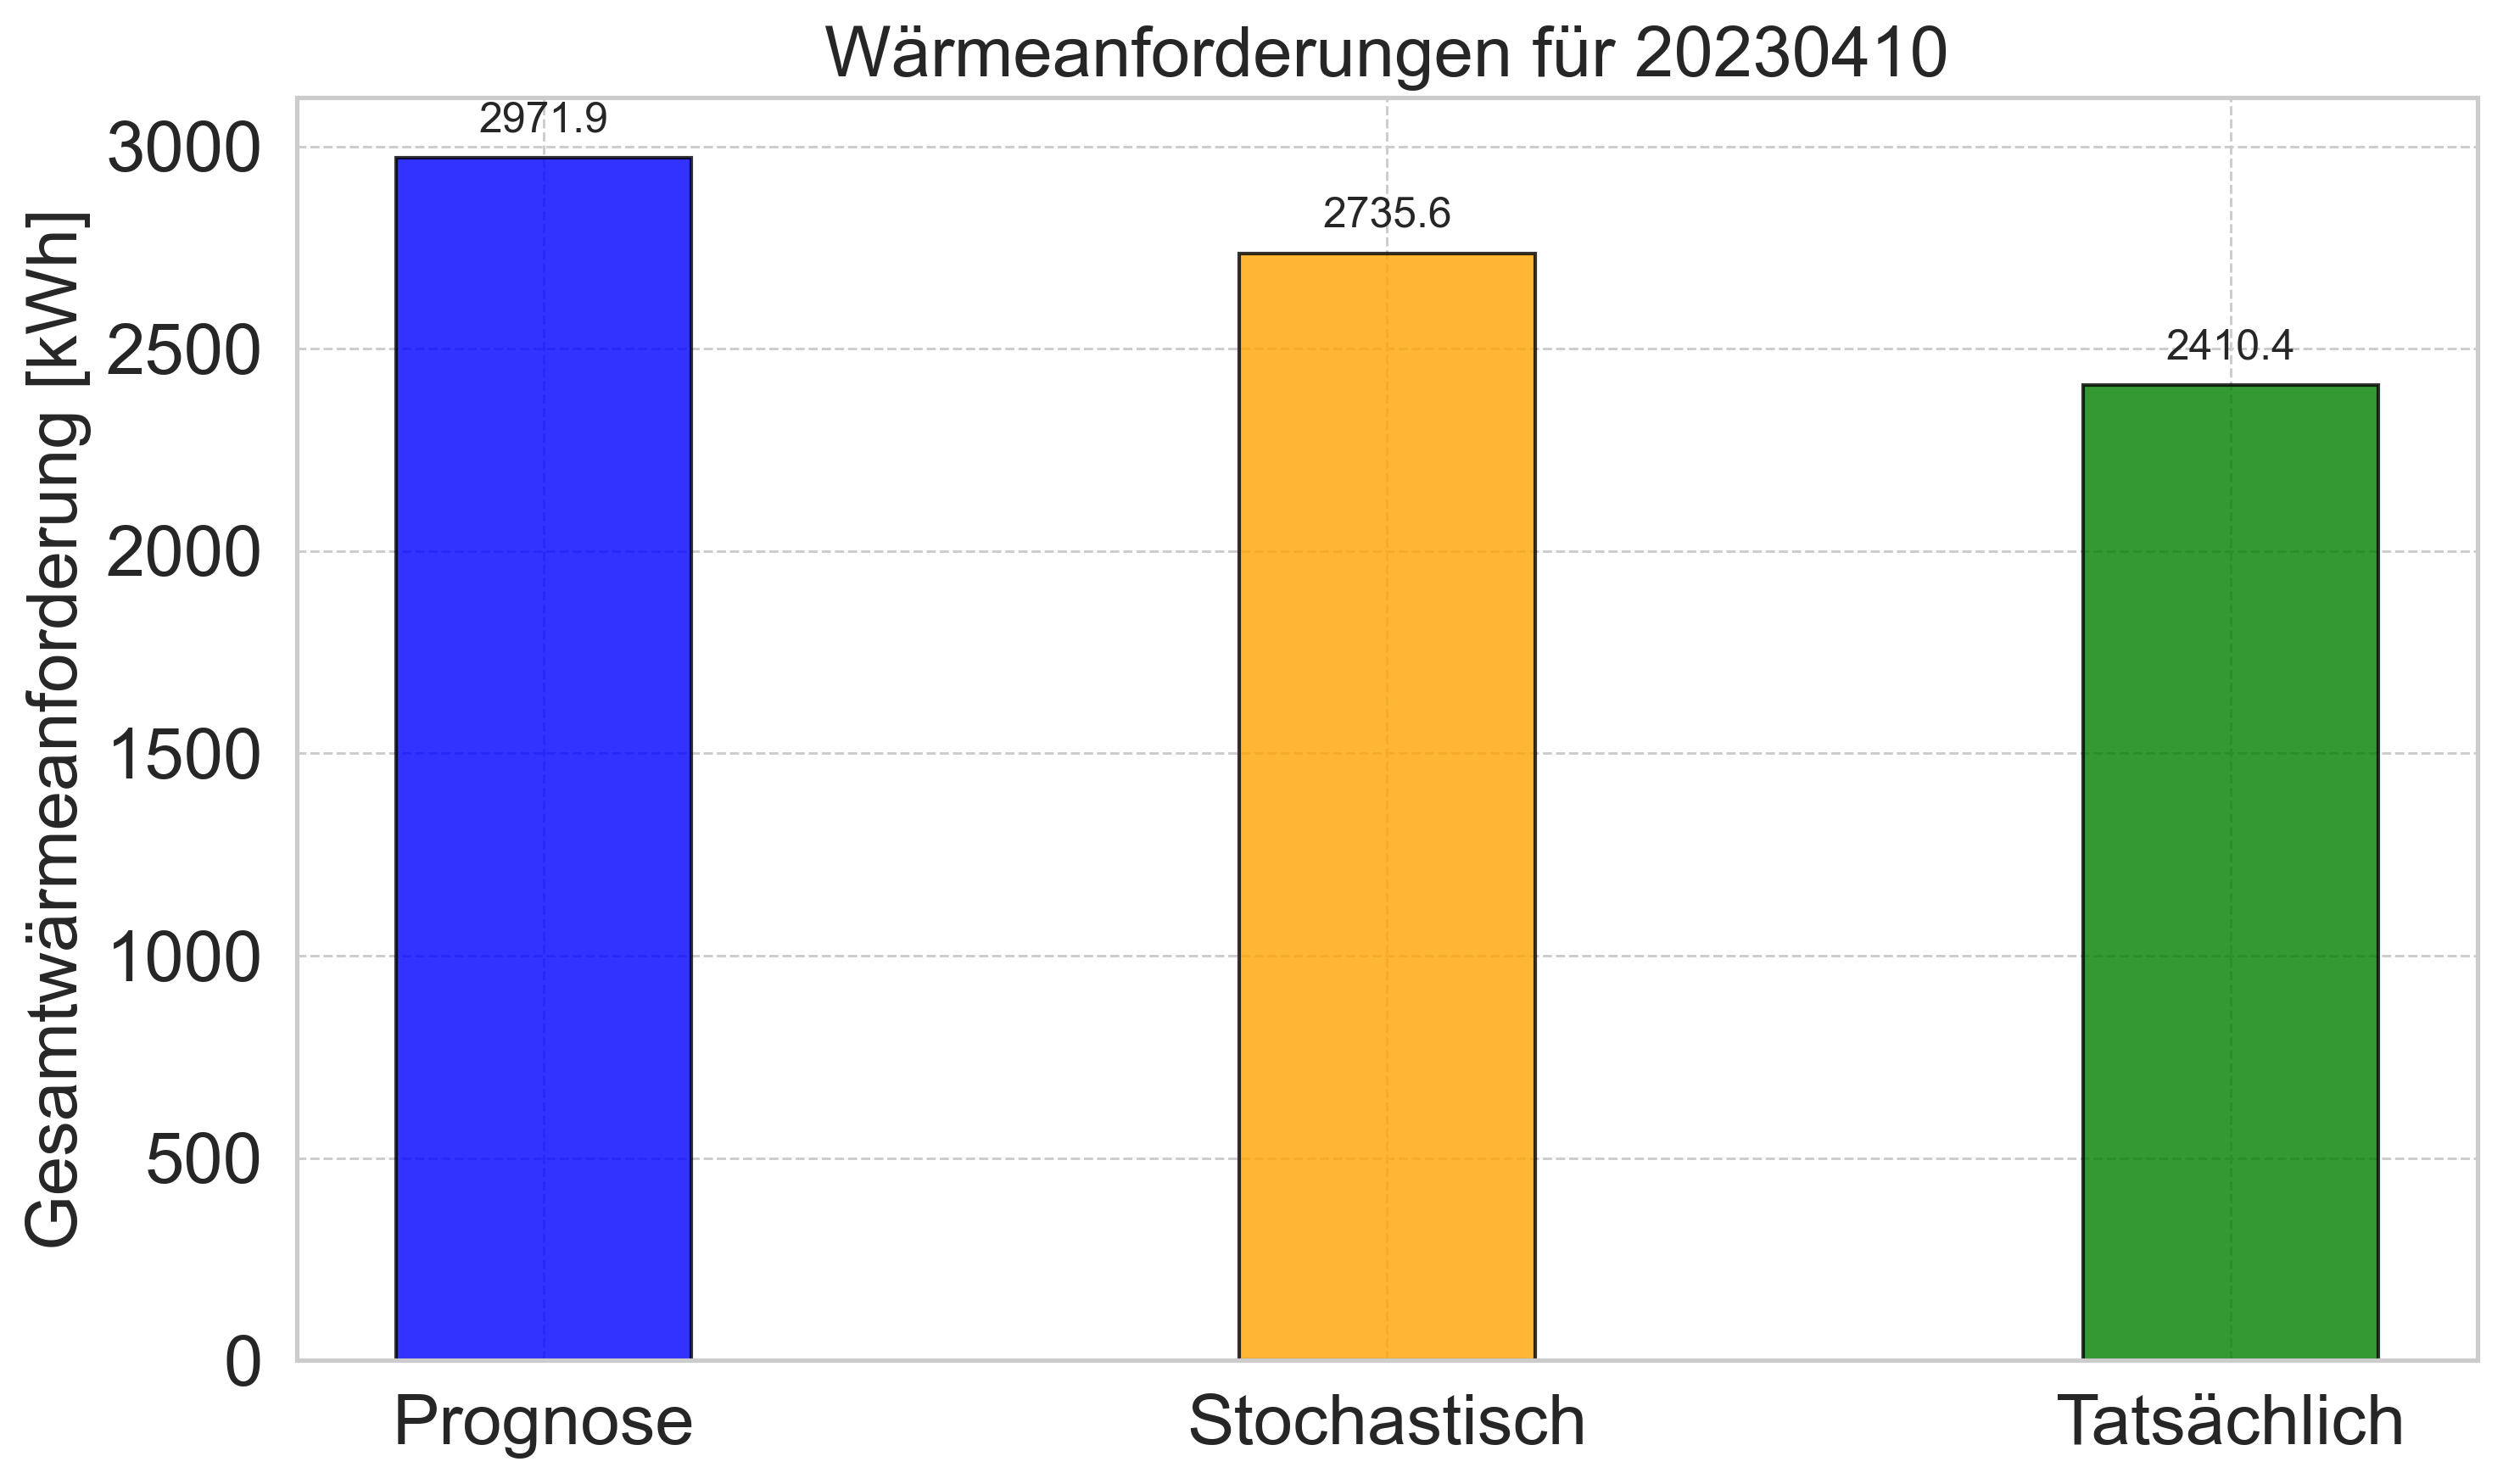 Wärmeanforderungen für 20230410
Gesamtwärmeanforderung [kWh]
3000
2500
2000
1500
1000
500
0
2971.9
2735.6
2410.4
Prognose
Stochastisch
Tatsächlich